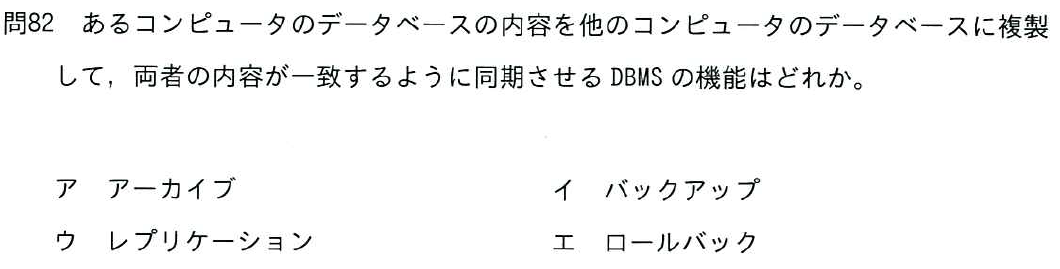 問82　あるコンピュータのデータベースの内容を他のコンピュータのデータベースに複製
して，両者の内容が一致するように同期させる DBMS の機能はどれか。
ア　アーカイブ　イ　バックアップ
ウ　レプリケーション　エ　ロールバック